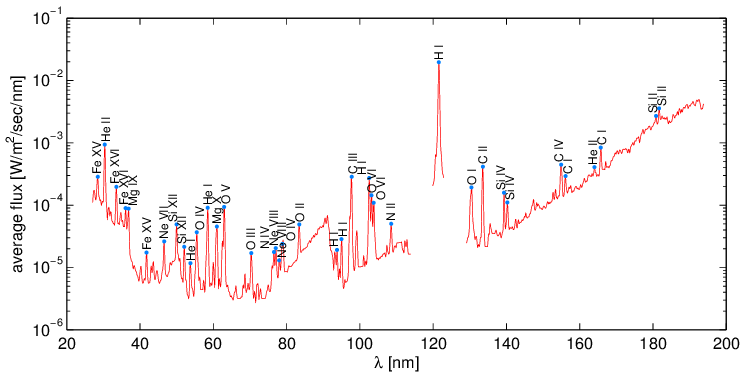 10⁻¹
10⁻²
10⁻³
10⁻⁴
10⁻⁵
10⁻⁶
average flux [W/m²/sec/nm]
20
40
60
80
100
120
140
160
180
200
λ [nm]
Fe XV
He II
Fe XVI
Fe XVI
Mg IX
Fe XV
Ne VII
Si XII
Si XII
He I
O IV
He I
Mg X
O V
O III
N IV
Ne VIII
Ne VIII
O IV
O II
H I
H I
C III
H I
O VI
O VI
N II
H I
O I
C II
Si IV
Si IV
C IV
C I
He II
C I
Si II
Si II